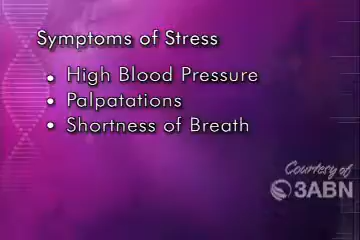 Symptoms of Stress
• High Blood Pressure
• Palpatations
• Shortness of Breath
Courtesy of
3ABN